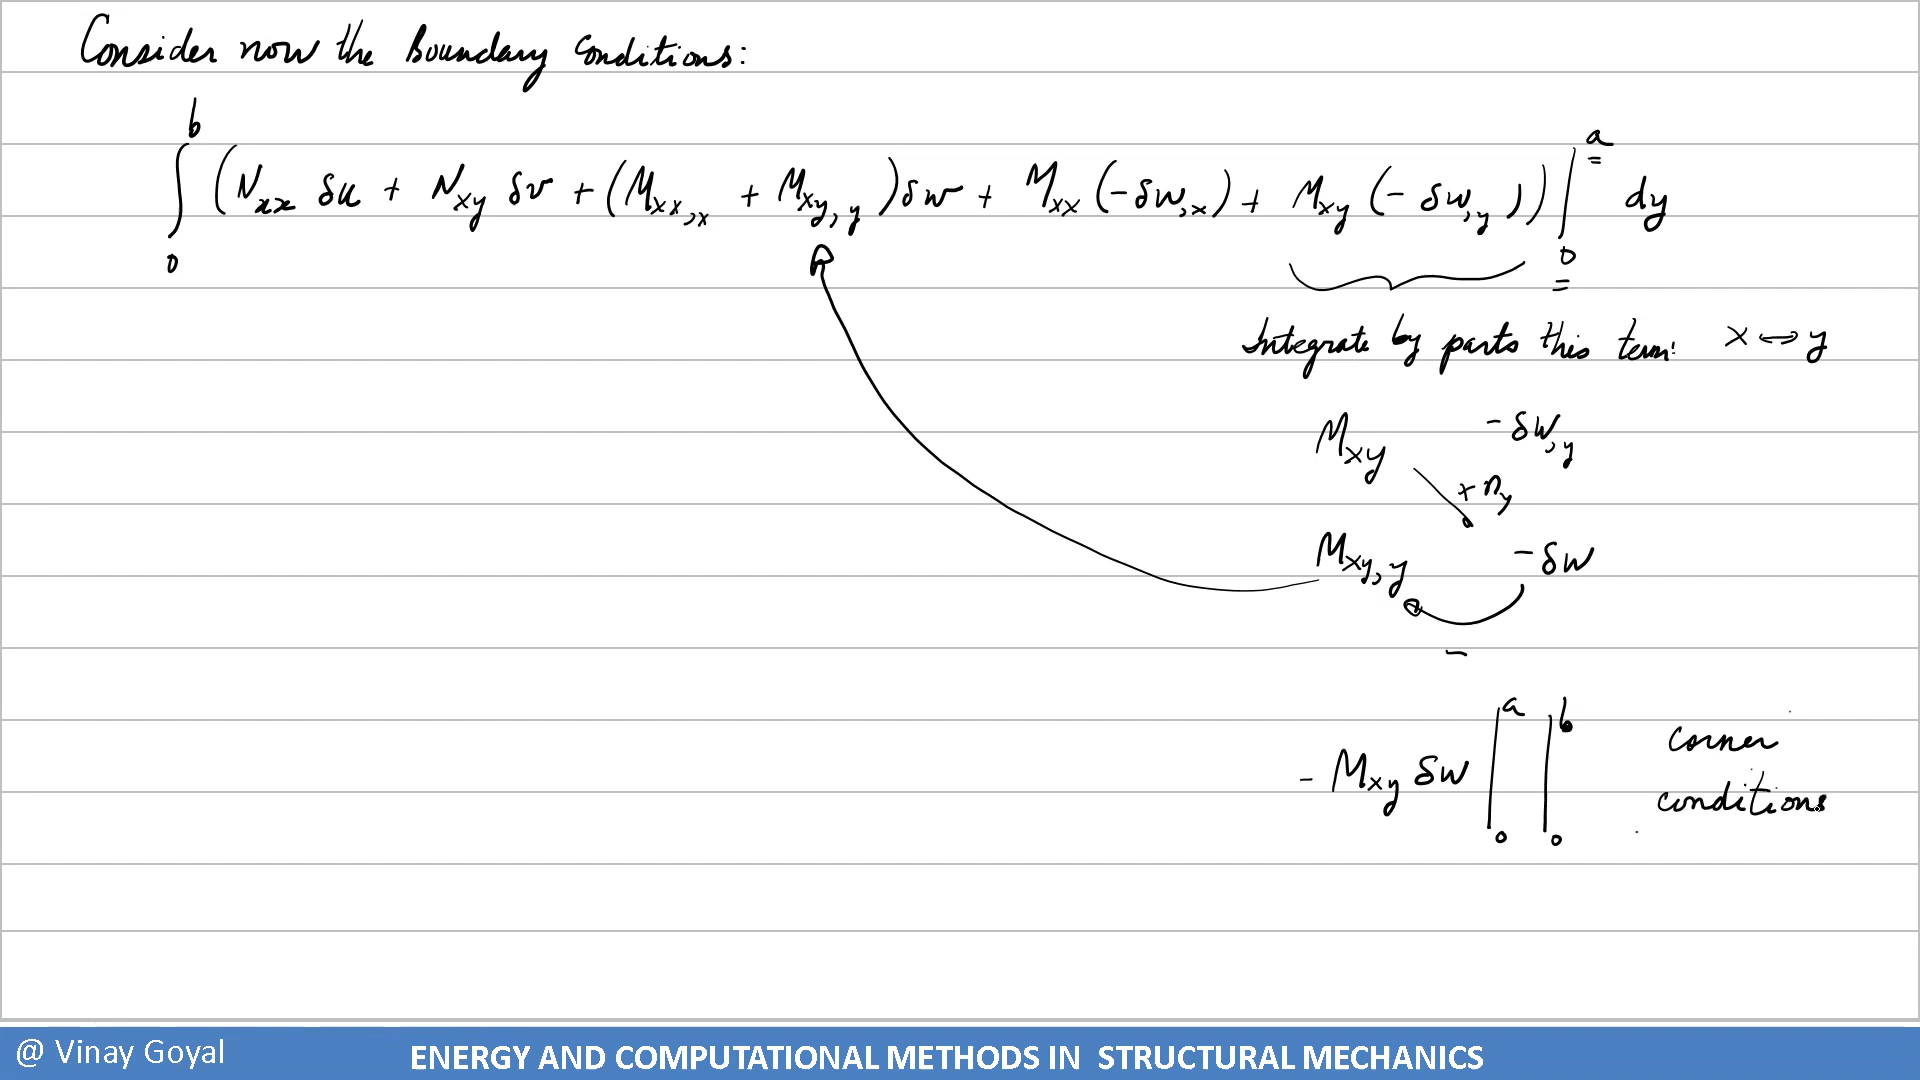 Consider now the Boundary Conditions:
∫₀ᵇ (Nxx δu + Nxy δv + (Mxx,x + Mxy,y) δw + Mxx (-δw,x) + Mxy (-δw,y)) |₀ᵃ dy
Integrate by parts this term: x ⇔ y
Mxy -δw,y
+ ny
Mxy,y -δw
-
- Mxy δw |₀ᵃ |₀ᵇ corner
conditions
@ Vinay Goyal
ENERGY AND COMPUTATIONAL METHODS IN STRUCTURAL MECHANICS